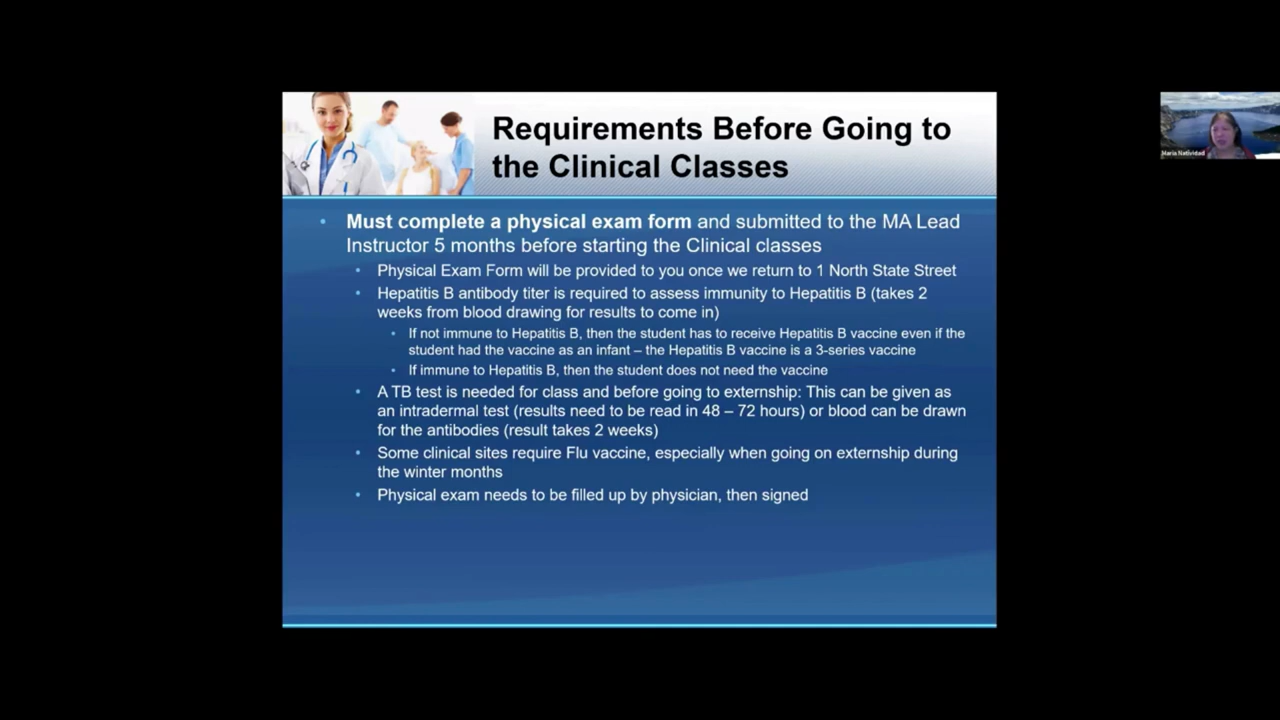 Requirements Before Going to
the Clinical Classes
• Must complete a physical exam form and submitted to the MA Lead
Instructor 5 months before starting the Clinical classes
• Physical Exam Form will be provided to you once we return to 1 North State Street
• Hepatitis B antibody titer is required to assess immunity to Hepatitis B (takes 2
weeks from blood drawing for results to come in)
• If not immune to Hepatitis B, then the student has to receive Hepatitis B vaccine even if the
student had the vaccine as an infant – the Hepatitis B vaccine is a 3-series vaccine
• If immune to Hepatitis B, then the student does not need the vaccine
• A TB test is needed for class and before going to externship: This can be given as
an intradermal test (results need to be read in 48 – 72 hours) or blood can be drawn
for the antibodies (result takes 2 weeks)
• Some clinical sites require Flu vaccine, especially when going on externship during
the winter months
• Physical exam needs to be filled up by physician, then signed
Maria Natividad